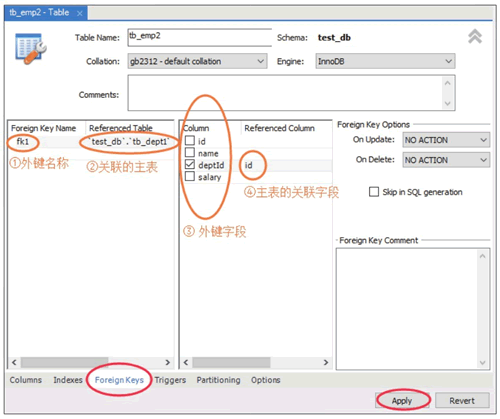 tb_emp2 - Table
Table Name: tb_emp2 Schema: test_db
Collation: gb2312 - default collation Engine: InnoDB
Comments:
Foreign Key Name Referenced Table
fk1 `test_db`.`tb_dept1`
①外键名称 ②关联的主表
Column Referenced Column
id
name
deptId id
salary
④主表的关联字段
③ 外键字段
Foreign Key Options
On Update: NO ACTION
On Delete: NO ACTION
Skip in SQL generation
Foreign Key Comment
Columns Indexes Foreign Keys Triggers Partitioning Options
Apply Revert